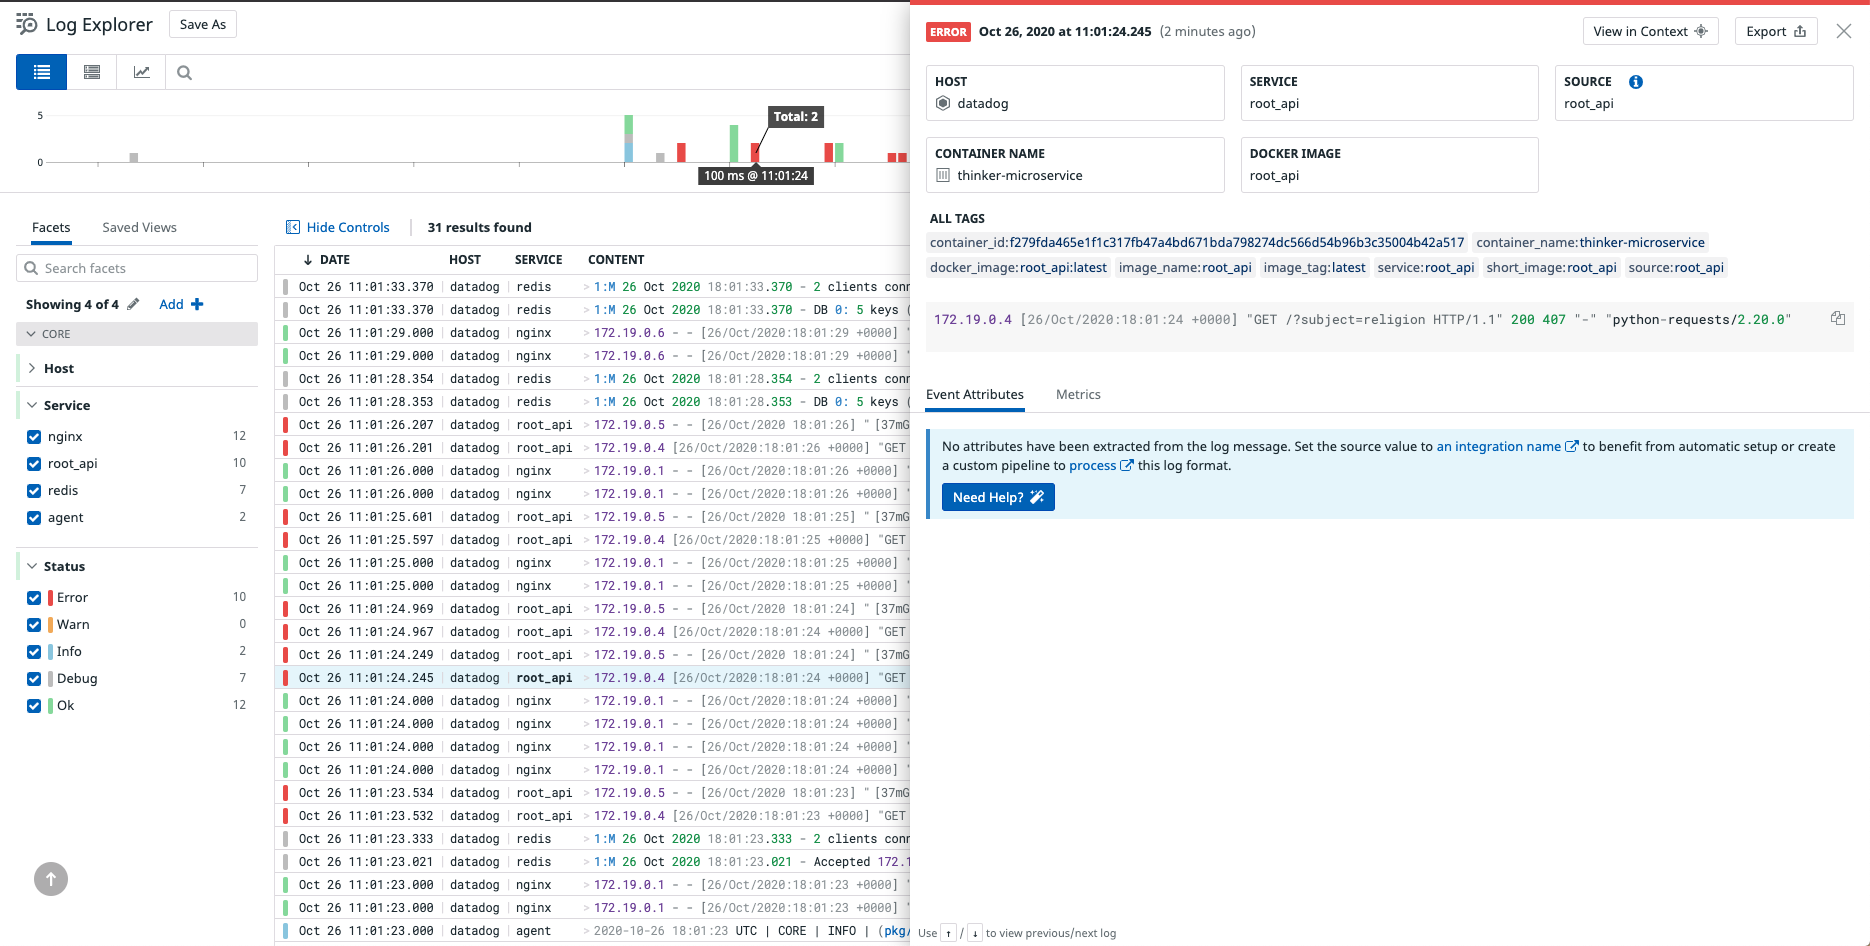 Log Explorer Save As
5
0
Total: 2
100 ms @ 11:01:24
Facets Saved Views
Search facets
Showing 4 of 4 Add
CORE
Host
Service
nginx 12
root_api 10
redis 7
agent 2
Status
Error 10
Warn 0
Info 2
Debug 7
Ok 12
Hide Controls 31 results found
DATE HOST SERVICE CONTENT
Oct 26 11:01:33.370 datadog redis > 1:M 26 Oct 2020 18:01:33.370 - 2 clients conn
Oct 26 11:01:33.370 datadog redis > 1:M 26 Oct 2020 18:01:33.370 - DB 0: 5 keys (
Oct 26 11:01:29.000 datadog nginx > 172.19.0.6 - - [26/Oct/2020:18:01:29 +0000] "
Oct 26 11:01:29.000 datadog nginx > 172.19.0.6 - - [26/Oct/2020:18:01:29 +0000] "
Oct 26 11:01:28.354 datadog redis > 1:M 26 Oct 2020 18:01:28.354 - 2 clients conn
Oct 26 11:01:28.353 datadog redis > 1:M 26 Oct 2020 18:01:28.353 - DB 0: 5 keys (
Oct 26 11:01:26.207 datadog root_api > 172.19.0.5 - - [26/Oct/2020 18:01:26] "[37mG
Oct 26 11:01:26.201 datadog root_api > 172.19.0.4 [26/Oct/2020:18:01:26 +0000] "GET
Oct 26 11:01:26.000 datadog nginx > 172.19.0.1 - - [26/Oct/2020:18:01:26 +0000] "
Oct 26 11:01:26.000 datadog nginx > 172.19.0.1 - - [26/Oct/2020:18:01:26 +0000] "
Oct 26 11:01:25.601 datadog root_api > 172.19.0.5 - - [26/Oct/2020 18:01:25] "[37mG
Oct 26 11:01:25.597 datadog root_api > 172.19.0.4 [26/Oct/2020:18:01:25 +0000] "GET
Oct 26 11:01:25.000 datadog nginx > 172.19.0.1 - - [26/Oct/2020:18:01:25 +0000] "
Oct 26 11:01:25.000 datadog nginx > 172.19.0.1 - - [26/Oct/2020:18:01:25 +0000] "
Oct 26 11:01:24.969 datadog root_api > 172.19.0.5 - - [26/Oct/2020 18:01:24] "[37mG
Oct 26 11:01:24.967 datadog root_api > 172.19.0.4 [26/Oct/2020:18:01:24 +0000] "GET
Oct 26 11:01:24.249 datadog root_api > 172.19.0.5 - - [26/Oct/2020 18:01:24] "[37mG
Oct 26 11:01:24.245 datadog root_api > 172.19.0.4 [26/Oct/2020:18:01:24 +0000] "GET
Oct 26 11:01:24.000 datadog nginx > 172.19.0.1 - - [26/Oct/2020:18:01:24 +0000] "
Oct 26 11:01:24.000 datadog nginx > 172.19.0.1 - - [26/Oct/2020:18:01:24 +0000] "
Oct 26 11:01:24.000 datadog nginx > 172.19.0.1 - - [26/Oct/2020:18:01:24 +0000] "
Oct 26 11:01:24.000 datadog nginx > 172.19.0.1 - - [26/Oct/2020:18:01:24 +0000] "
Oct 26 11:01:23.534 datadog root_api > 172.19.0.5 - - [26/Oct/2020 18:01:23] "[37mG
Oct 26 11:01:23.532 datadog root_api > 172.19.0.4 [26/Oct/2020:18:01:23 +0000] "GET
Oct 26 11:01:23.333 datadog redis > 1:M 26 Oct 2020 18:01:23.333 - 2 clients conn
Oct 26 11:01:23.021 datadog redis > 1:M 26 Oct 2020 18:01:23.021 - Accepted 172.1
Oct 26 11:01:23.000 datadog nginx > 172.19.0.1 - - [26/Oct/2020:18:01:23 +0000] "
Oct 26 11:01:23.000 datadog nginx > 172.19.0.1 - - [26/Oct/2020:18:01:23 +0000] "
Oct 26 11:01:23.000 datadog agent > 2020-10-26 18:01:23 UTC | CORE | INFO | (pkg/
ERROR Oct 26, 2020 at 11:01:24.245 (2 minutes ago) View in Context Export
HOST
datadog
SERVICE
root_api
SOURCE
root_api
CONTAINER NAME
thinker-microservice
DOCKER IMAGE
root_api
ALL TAGS
container_id:f279fda465e1f1c317fb47a4bd671bda798274dc566d54b96b3c35004b42a517 container_name:thinker-microservice
docker_image:root_api:latest image_name:root_api image_tag:latest service:root_api short_image:root_api source:root_api
172.19.0.4 [26/Oct/2020:18:01:24 +0000] "GET /?subject=religion HTTP/1.1" 200 407 "-" "python-requests/2.20.0"
Event Attributes Metrics
No attributes have been extracted from the log message. Set the source value to an integration name to benefit from automatic setup or create
a custom pipeline to process this log format.
Need Help?
Use ↑ / ↓ to view previous/next log